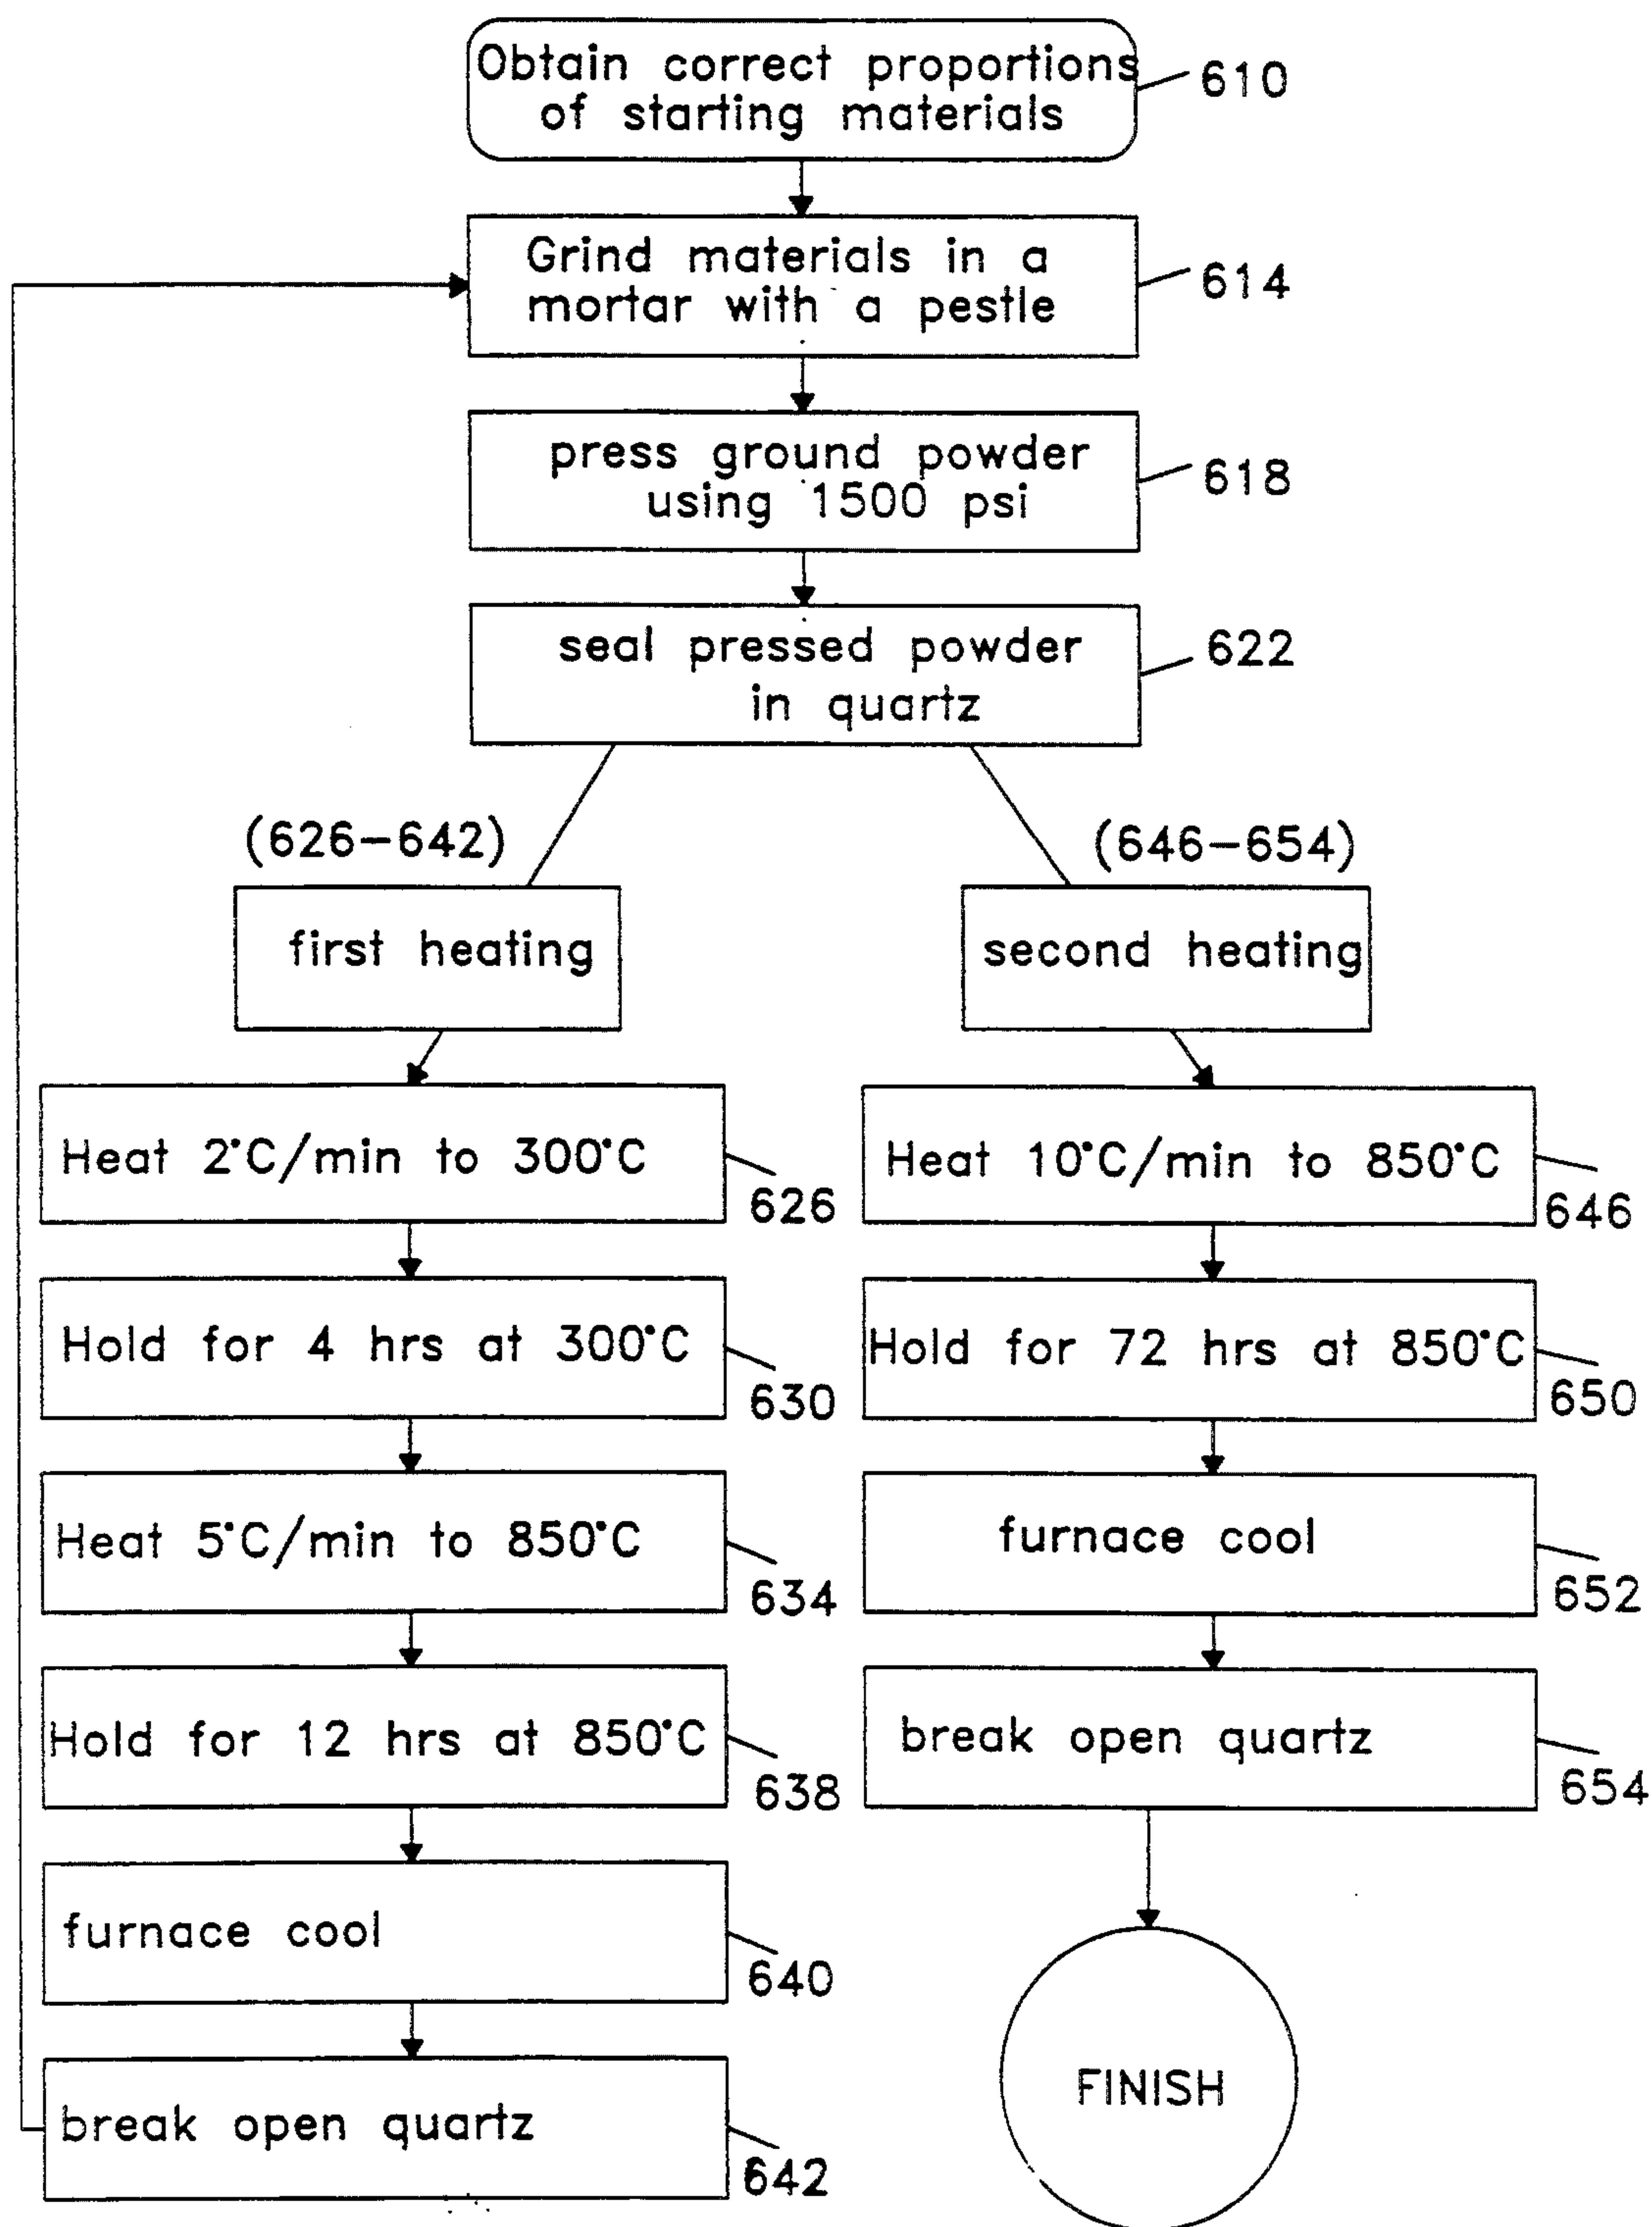 Obtain correct proportions
of starting materials
610
Grind materials in a
mortar with a pestle
614
press ground powder
using 1500 psi
618
seal pressed powder
in quartz
622
(626-642)
first heating
Heat 2°C/min to 300°C
626
Hold for 4 hrs at 300°C
630
Heat 5°C/min to 850°C
634
Hold for 12 hrs at 850°C
638
furnace cool
640
break open quartz
642
(646-654)
second heating
Heat 10°C/min to 850°C
646
Hold for 72 hrs at 850°C
650
furnace cool
652
break open quartz
654
FINISH